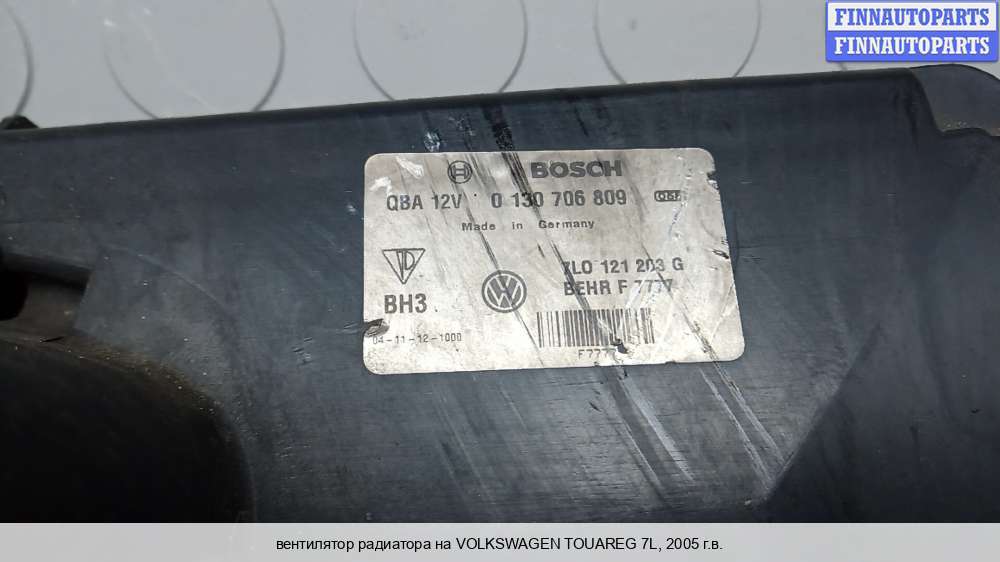 FINNAUTOPARTS
FINNAUTOPARTS
BOSCH
QBA 12V 0 130 706 809
Made in Germany
7L0 121 203 G
BEHR F 7777
BH3
04-11-12-1000
вентилятор радиатора на VOLKSWAGEN TOUAREG 7L, 2005 г.в.